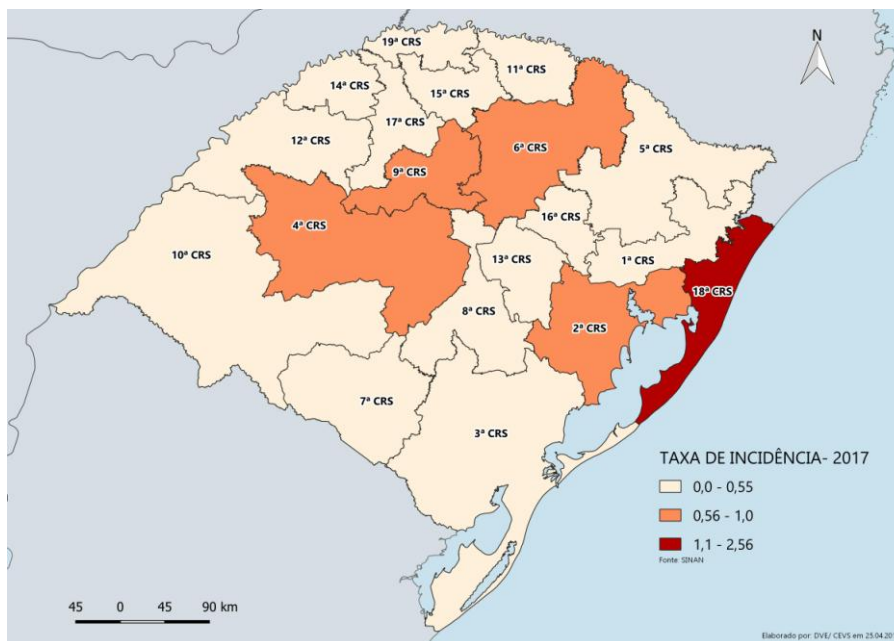 N
19ª CRS
11ª CRS
14ª CRS
15ª CRS
17ª CRS
12ª CRS
6ª CRS
5ª CRS
9ª CRS
16ª CRS
4ª CRS
10ª CRS
13ª CRS
1ª CRS
18ª CRS
8ª CRS
2ª CRS
7ª CRS
3ª CRS
TAXA DE INCIDÊNCIA- 2017
0,0 - 0,55
0,56 - 1,0
1,1 - 2,56
Fonte: SINAN
45 0 45 90 km
Elaborado por: DVE/ CEVS em 23.04.20